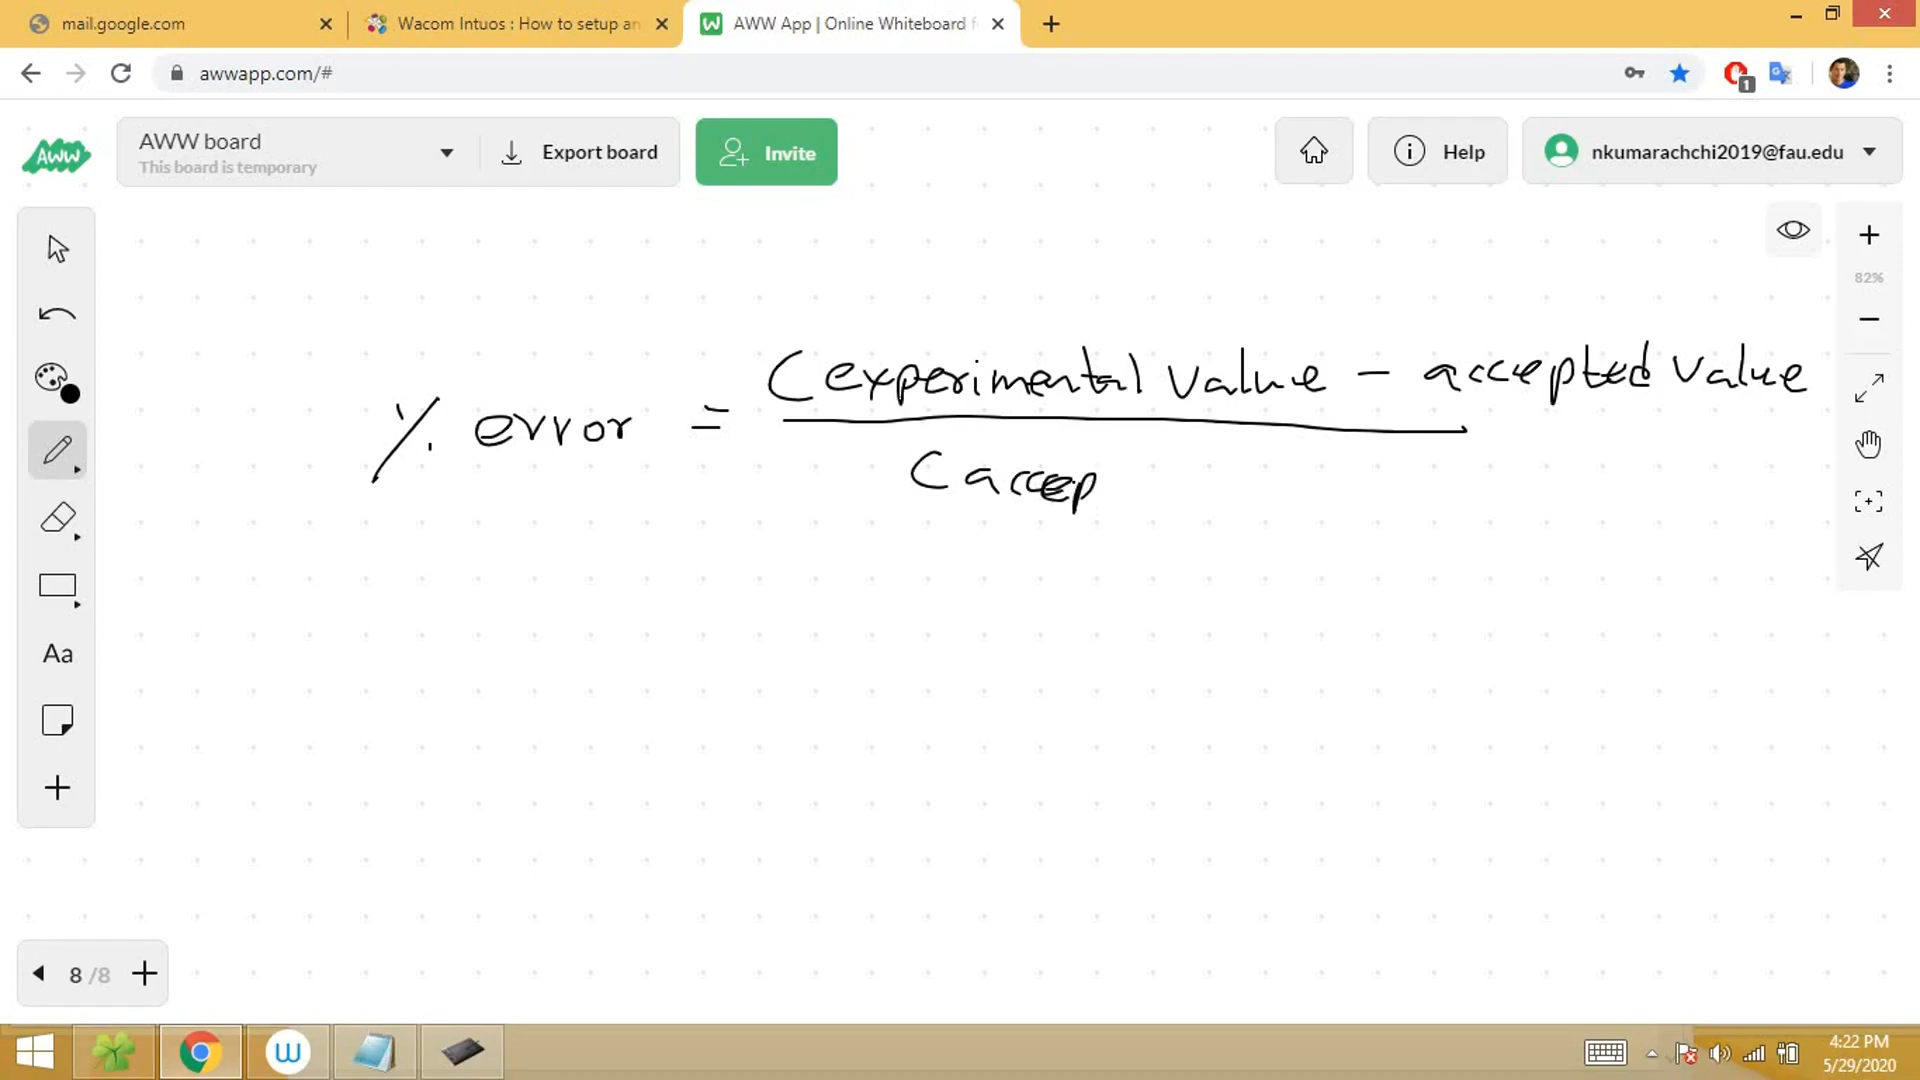 mail.google.com
Wacom Intuos : How to setup an
AWW App | Online Whiteboard f
awwapp.com/#
1
AWW
AWW board
This board is temporary
Export board
Invite
Help
nkumarachchi2019@fau.edu
82%
(experimental value - accepted value
% error =
(accep
Aa
8 /8
4:22 PM
5/29/2020